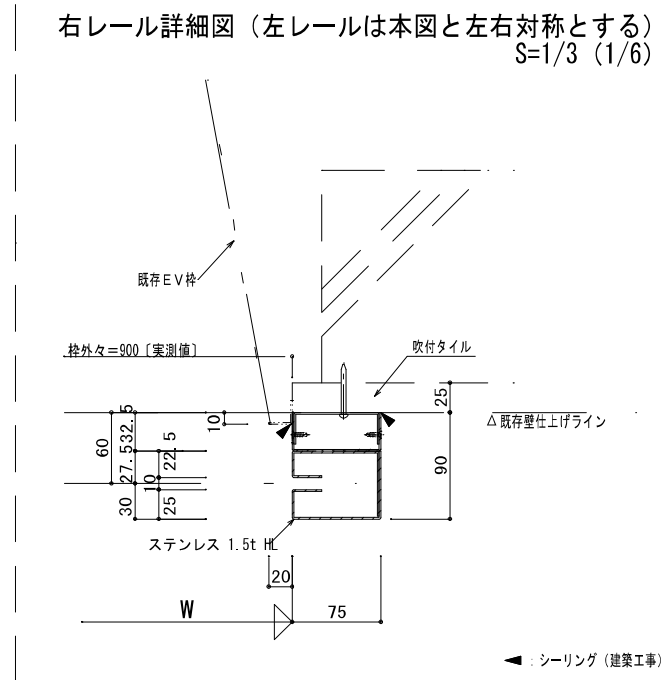 右レール詳細図（左レールは本図と左右対称とする）
S=1/3（1/6）
既存ＥＶ枠
枠外々=900〔実測値〕
吹付タイル
25
△既存壁仕上げライン
10
32.5
60
22.5
27.5
90
10
30
25
ステンレス 1.5t HL
20
W
75
◀ : シーリング（建築工事）